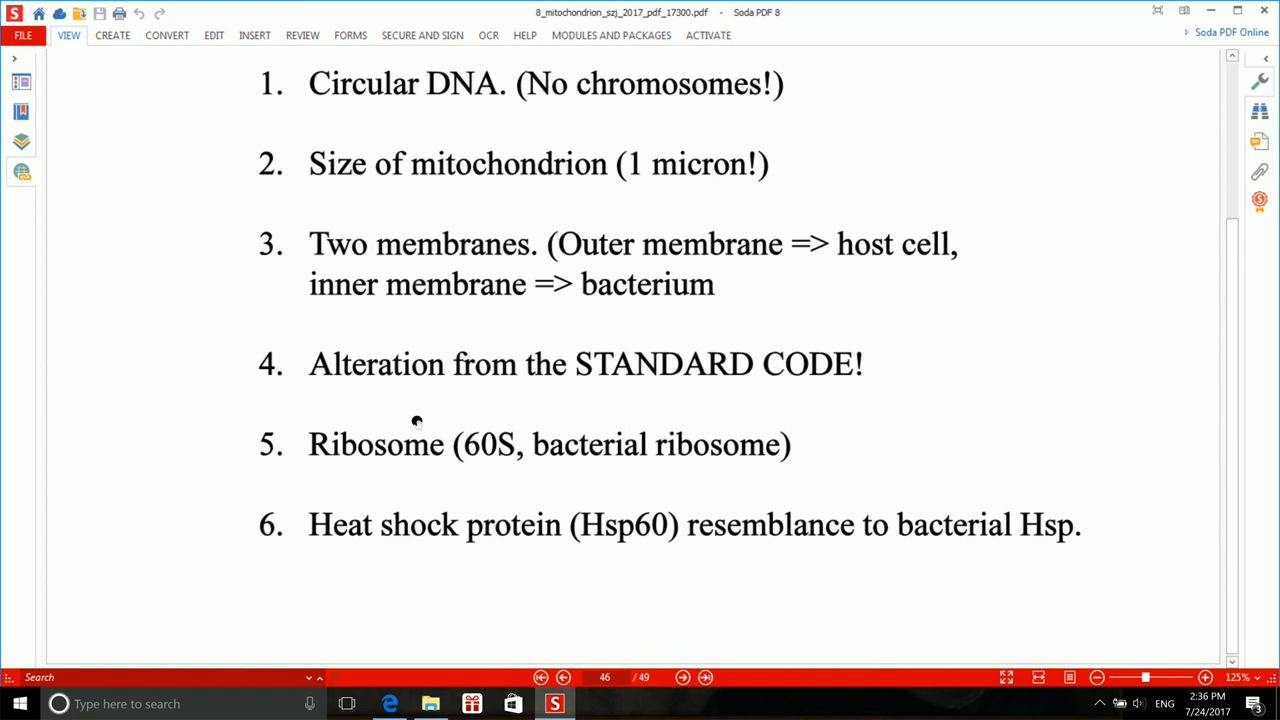 8_mitochondrion_szj_2017_pdf_17300.pdf - Soda PDF 8
FILE VIEW CREATE CONVERT EDIT INSERT REVIEW FORMS SECURE AND SIGN OCR HELP MODULES AND PACKAGES ACTIVATE Soda PDF Online
1. Circular DNA. (No chromosomes!)
2. Size of mitochondrion (1 micron!)
3. Two membranes. (Outer membrane => host cell,
inner membrane => bacterium
4. Alteration from the STANDARD CODE!
5. Ribosome (60S, bacterial ribosome)
6. Heat shock protein (Hsp60) resemblance to bacterial Hsp.
Search 46 / 49 125%
Type here to search ENG 2:36 PM
7/24/2017